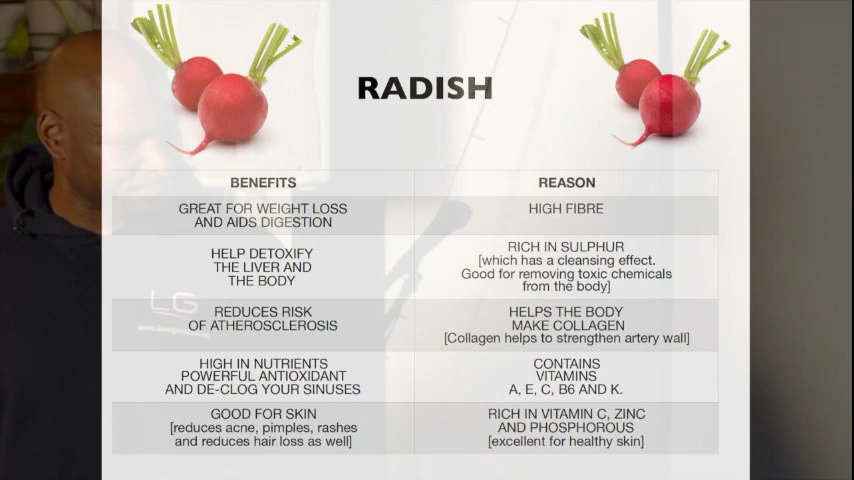 RADISH
BENEFITS
REASON
GREAT FOR WEIGHT LOSS
AND AIDS DIGESTION
HIGH FIBRE
HELP DETOXIFY
THE LIVER AND
THE BODY
RICH IN SULPHUR
[which has a cleansing effect.
Good for removing toxic chemicals
from the body]
REDUCES RISK
OF ATHEROSCLEROSIS
HELPS THE BODY
MAKE COLLAGEN
[Collagen helps to strengthen artery wall]
HIGH IN NUTRIENTS
POWERFUL ANTIOXIDANT
AND DE-CLOG YOUR SINUSES
CONTAINS
VITAMINS
A, E, C, B6 AND K.
GOOD FOR SKIN
[reduces acne, pimples, rashes
and reduces hair loss as well]
RICH IN VITAMIN C, ZINC
AND PHOSPHOROUS
[excellent for healthy skin]
LG